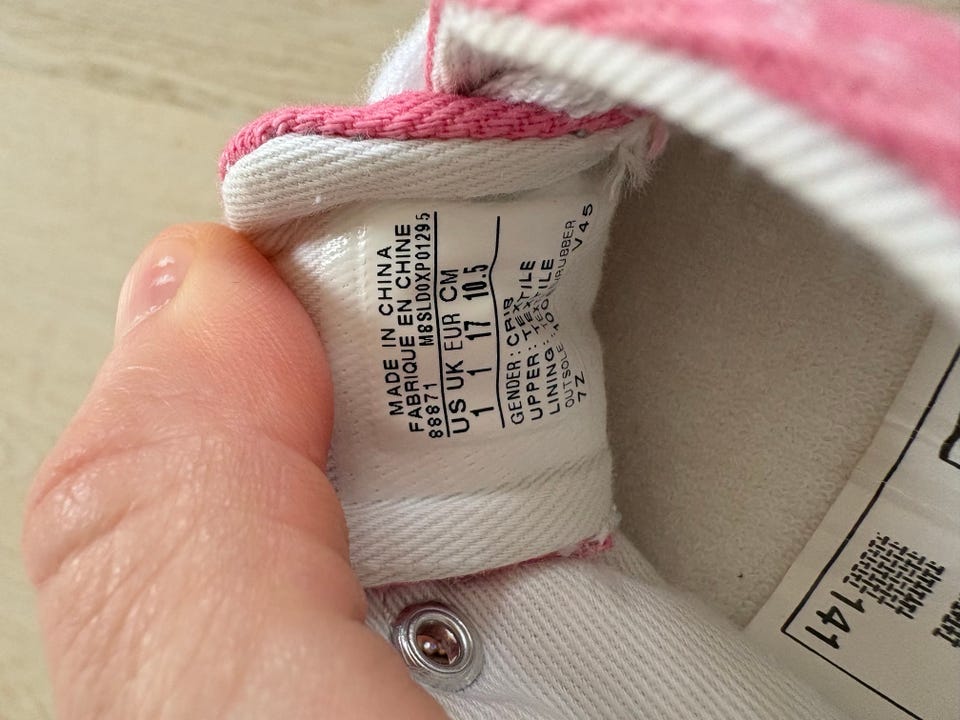 MADE IN CHINA
FABRIQUE EN CHINE
88871 M8SLD0XP01295
US UK EUR CM
1 1 17 10.5
GENDER: CRIB
UPPER: TEXTILE
LINING: TEXTILE
OUTSOLE RUBBER
7Z V45
141